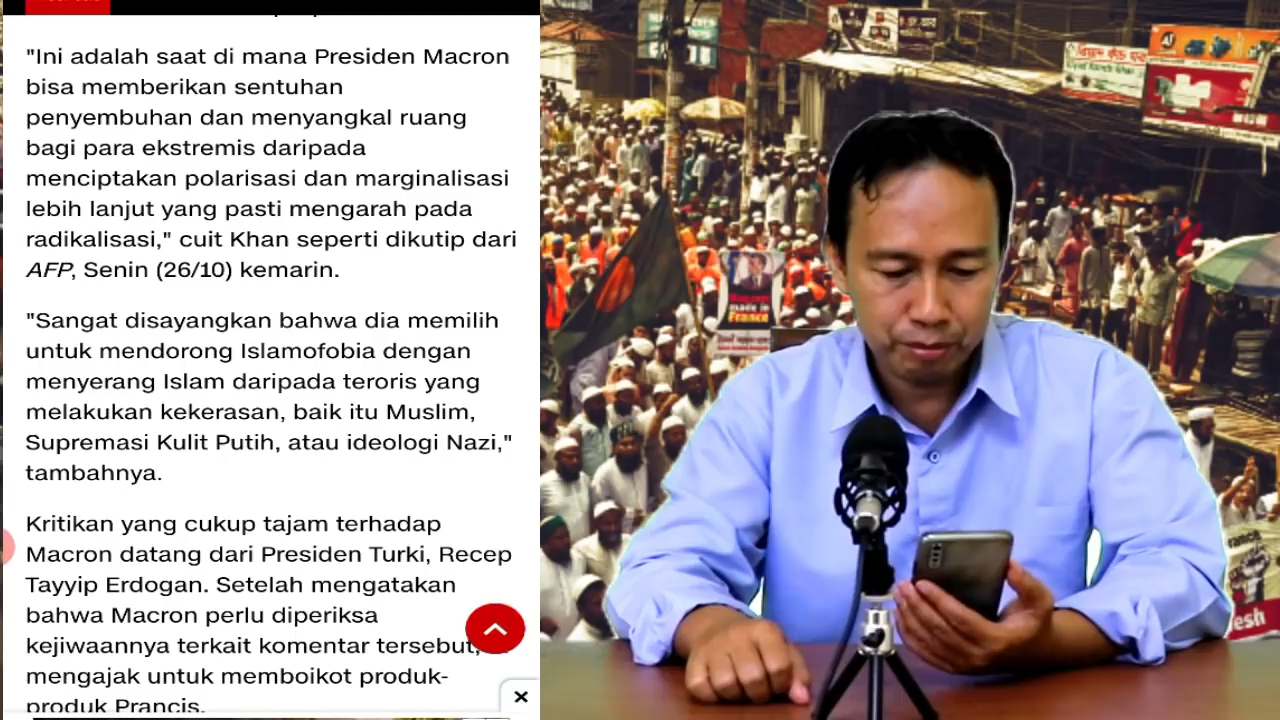 "Ini adalah saat di mana Presiden Macron
bisa memberikan sentuhan
penyembuhan dan menyangkal ruang
bagi para ekstremis daripada
menciptakan polarisasi dan marginalisasi
lebih lanjut yang pasti mengarah pada
radikalisasi," cuit Khan seperti dikutip dari
AFP, Senin (26/10) kemarin.
"Sangat disayangkan bahwa dia memilih
untuk mendorong Islamofobia dengan
menyerang Islam daripada teroris yang
melakukan kekerasan, baik itu Muslim,
Supremasi Kulit Putih, atau ideologi Nazi,"
tambahnya.
Kritikan yang cukup tajam terhadap
Macron datang dari Presiden Turki, Recep
Tayyip Erdogan. Setelah mengatakan
bahwa Macron perlu diperiksa
kejiwaannya terkait komentar tersebut,
mengajak untuk memboikot produk-
produk Prancis.
made in
France